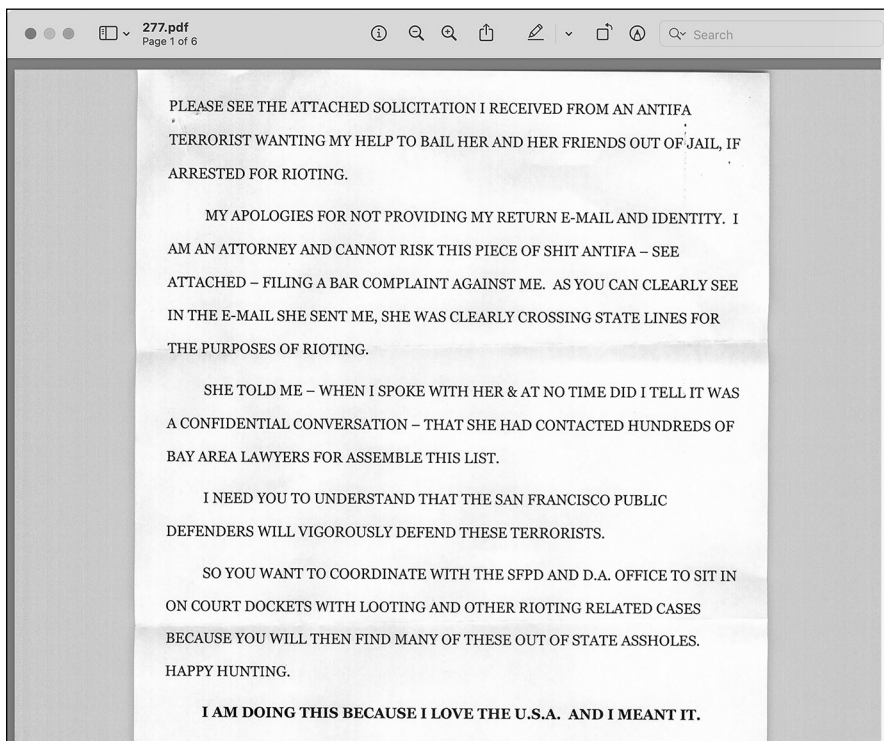 277.pdf
Page 1 of 6
Search
PLEASE SEE THE ATTACHED SOLICITATION I RECEIVED FROM AN ANTIFA
TERRORIST WANTING MY HELP TO BAIL HER AND HER FRIENDS OUT OF JAIL, IF
ARRESTED FOR RIOTING.
MY APOLOGIES FOR NOT PROVIDING MY RETURN E-MAIL AND IDENTITY. I
AM AN ATTORNEY AND CANNOT RISK THIS PIECE OF SHIT ANTIFA – SEE
ATTACHED – FILING A BAR COMPLAINT AGAINST ME. AS YOU CAN CLEARLY SEE
IN THE E-MAIL SHE SENT ME, SHE WAS CLEARLY CROSSING STATE LINES FOR
THE PURPOSES OF RIOTING.
SHE TOLD ME – WHEN I SPOKE WITH HER & AT NO TIME DID I TELL IT WAS
A CONFIDENTIAL CONVERSATION – THAT SHE HAD CONTACTED HUNDREDS OF
BAY AREA LAWYERS FOR ASSEMBLE THIS LIST.
I NEED YOU TO UNDERSTAND THAT THE SAN FRANCISCO PUBLIC
DEFENDERS WILL VIGOROUSLY DEFEND THESE TERRORISTS.
SO YOU WANT TO COORDINATE WITH THE SFPD AND D.A. OFFICE TO SIT IN
ON COURT DOCKETS WITH LOOTING AND OTHER RIOTING RELATED CASES
BECAUSE YOU WILL THEN FIND MANY OF THESE OUT OF STATE ASSHOLES.
HAPPY HUNTING.
I AM DOING THIS BECAUSE I LOVE THE U.S.A. AND I MEANT IT.